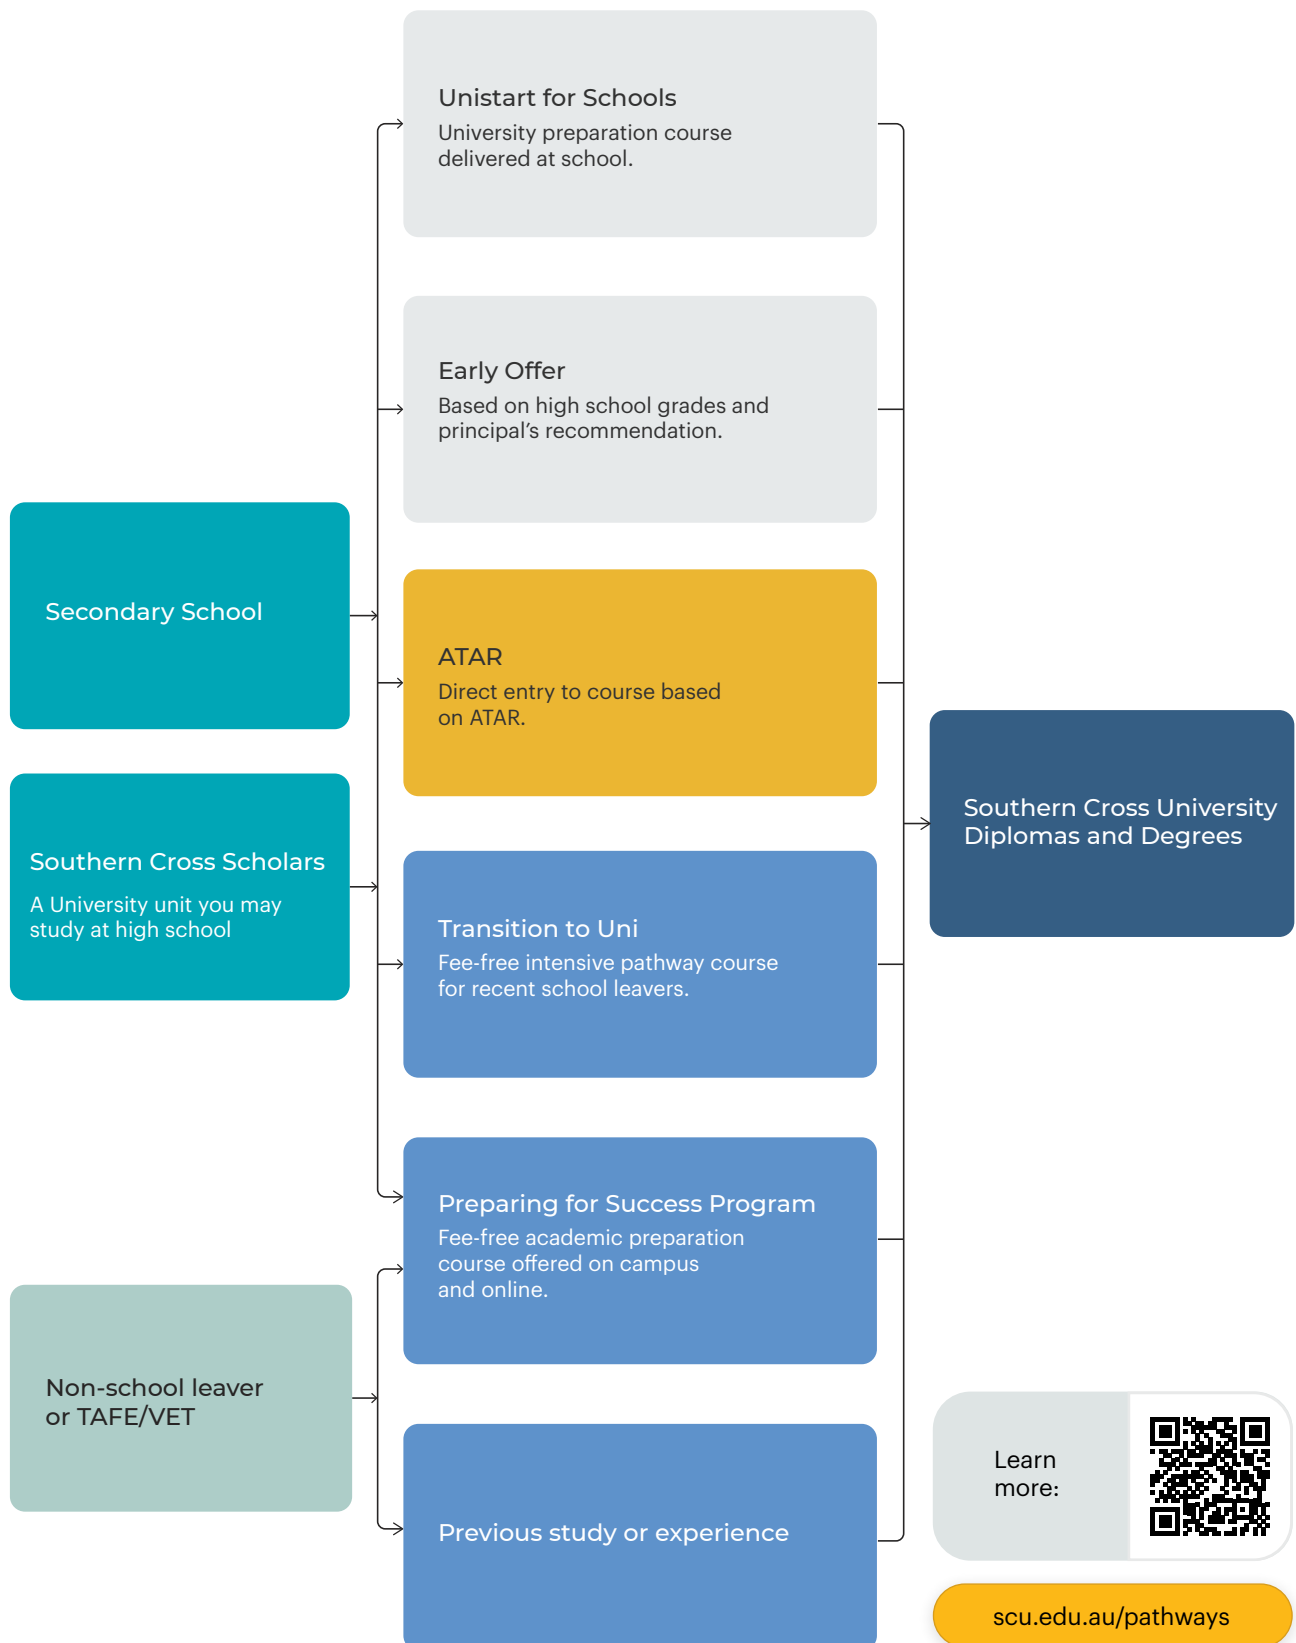 Unistart for Schools
University preparation course
delivered at school.
Early Offer
Based on high school grades and
principal’s recommendation.
Secondary School
ATAR
Direct entry to course based
on ATAR.
Southern Cross Scholars
A University unit you may
study at high school
Southern Cross University
Diplomas and Degrees
Transition to Uni
Fee-free intensive pathway course
for recent school leavers.
Preparing for Success Program
Fee-free academic preparation
course offered on campus
and online.
Non-school leaver
or TAFE/VET
Previous study or experience
Learn
more:
scu.edu.au/pathways